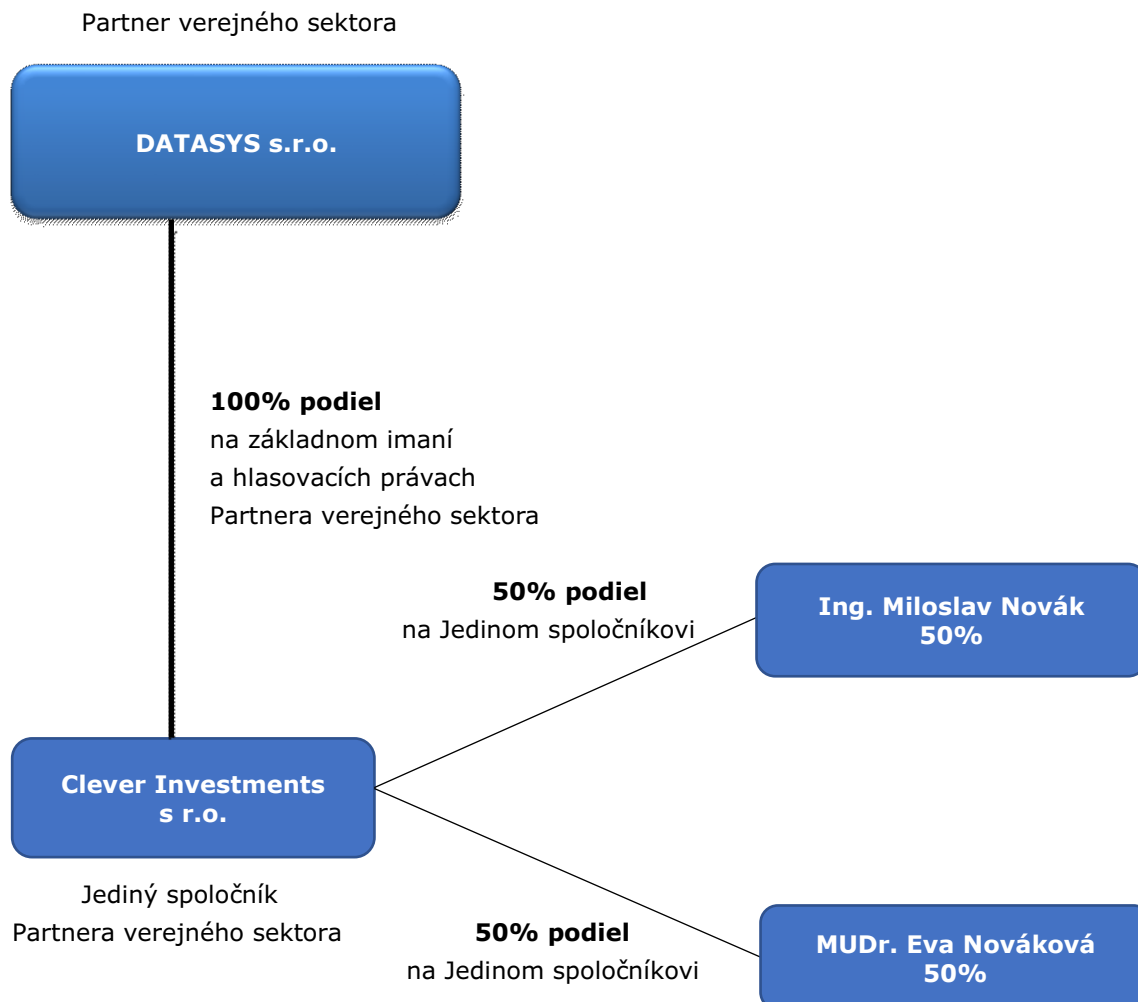 Partner verejného sektora
DATASYS s.r.o.
100% podiel
na základnom imaní
a hlasovacích právach
Partnera verejného sektora
50% podiel
na Jedinom spoločníkovi
Ing. Miloslav Novák
50%
Clever Investments
s r.o.
Jediný spoločník
Partnera verejného sektora
50% podiel
na Jedinom spoločníkovi
MUDr. Eva Nováková
50%